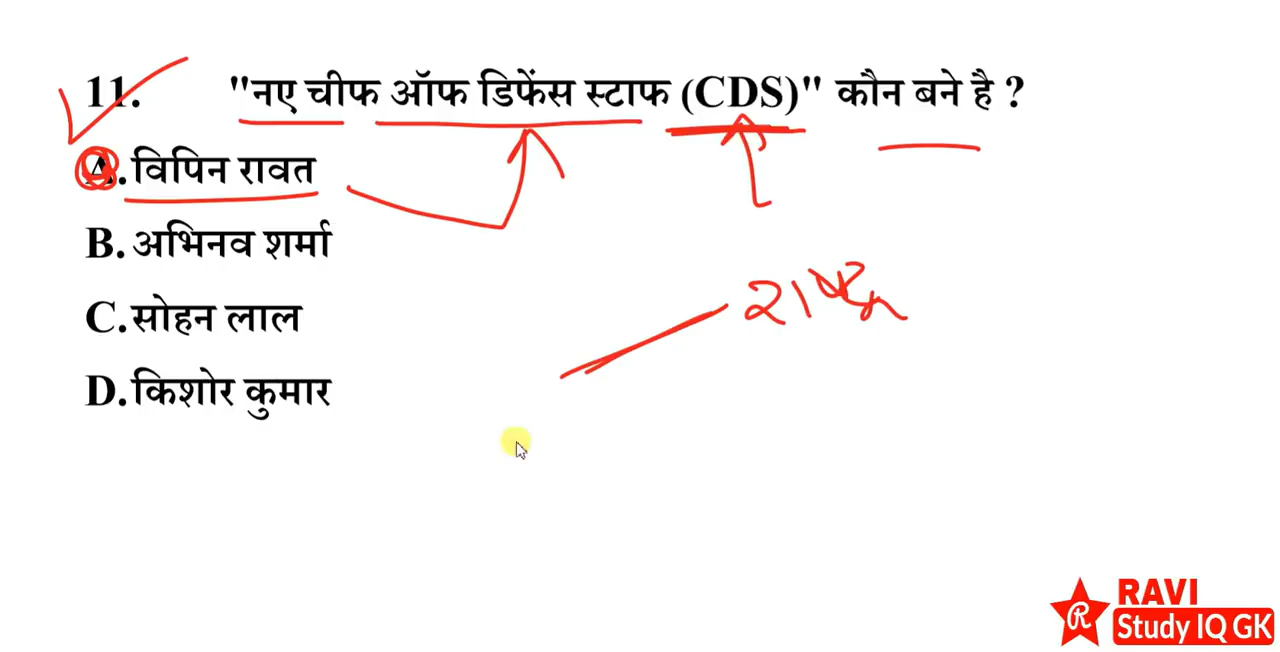 11. "नए चीफ ऑफ डिफेंस स्टाफ (CDS)" कौन बने है ?
A. विपिन रावत
B. अभिनव शर्मा
C. सोहन लाल
D. किशोर कुमार
R
RAVI
Study IQ GK